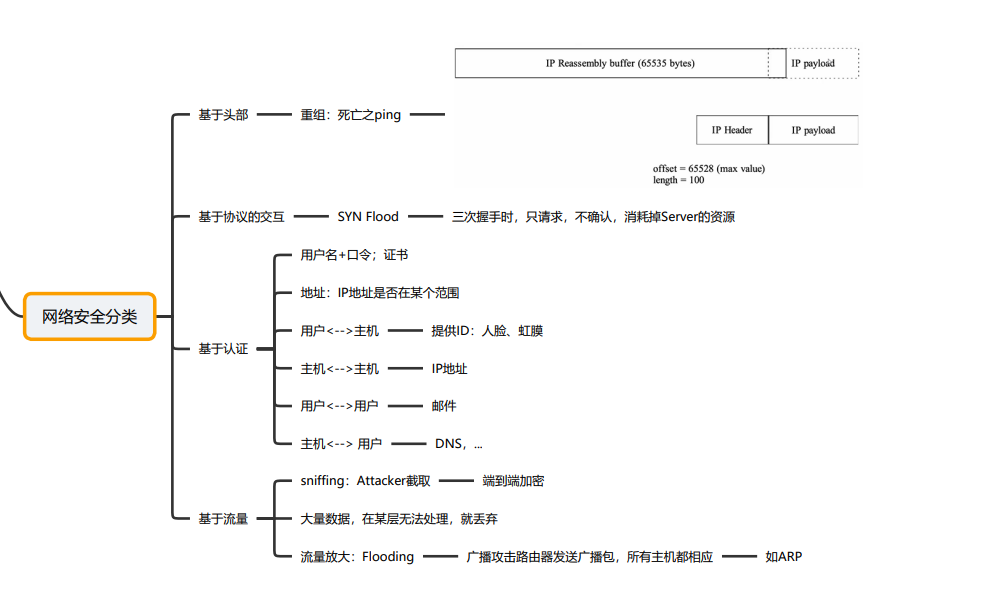 网络安全分类
基于头部
重组：死亡之ping
IP Reassembly buffer (65535 bytes)
IP payload
IP Header
IP payload
offset = 65528 (max value)
length = 100
基于协议的交互
SYN Flood
三次握手时，只请求，不确认，消耗掉Server的资源
基于认证
用户名+口令；证书
地址：IP地址是否在某个范围
用户<-->主机
提供ID：人脸、虹膜
主机<-->主机
IP地址
用户<-->用户
邮件
主机<--> 用户
DNS，...
基于流量
sniffing：Attacker截取
端到端加密
大量数据，在某层无法处理，就丢弃
流量放大：Flooding
广播攻击路由器发送广播包，所有主机都相应
如ARP